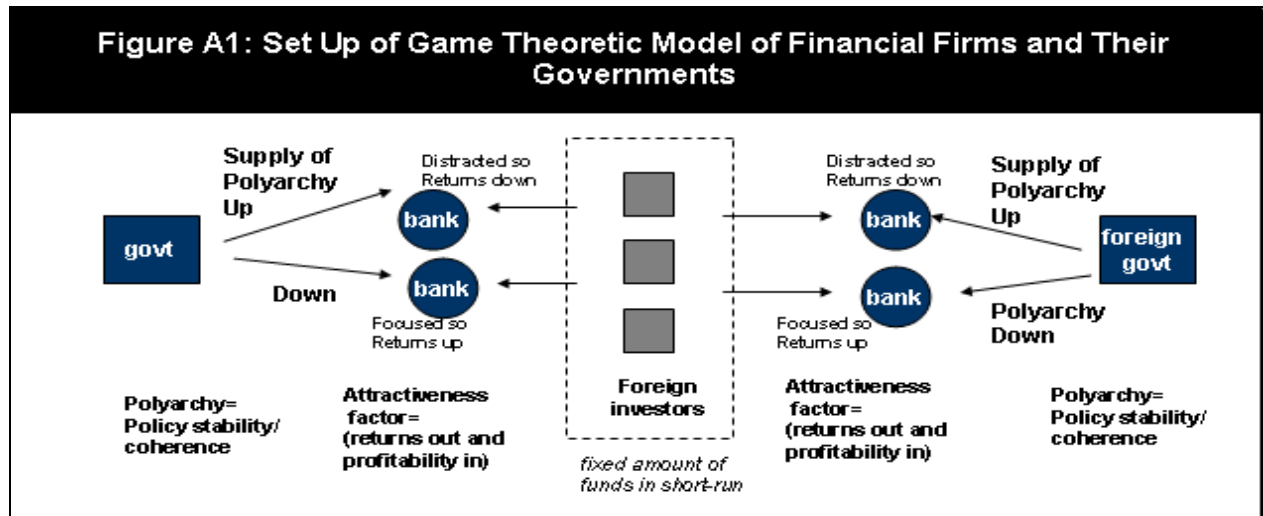 Figure A1: Set Up of Game Theoretic Model of Financial Firms and Their
Governments
Supply of
Polyarchy
Up
Distracted so
Returns down
bank
govt
Down
bank
Focused so
Returns up
Polyarchy=
Policy stability/
coherence
Attractiveness
factor=
(returns out and
profitability in)
Foreign
investors
fixed amount of
funds in short-run
Distracted so
Returns down
bank
Supply of
Polyarchy
Up
foreign
govt
bank
Focused so
Returns up
Polyarchy
Down
Attractiveness
factor=
(returns out and
profitability in)
Polyarchy=
Policy stability/
coherence